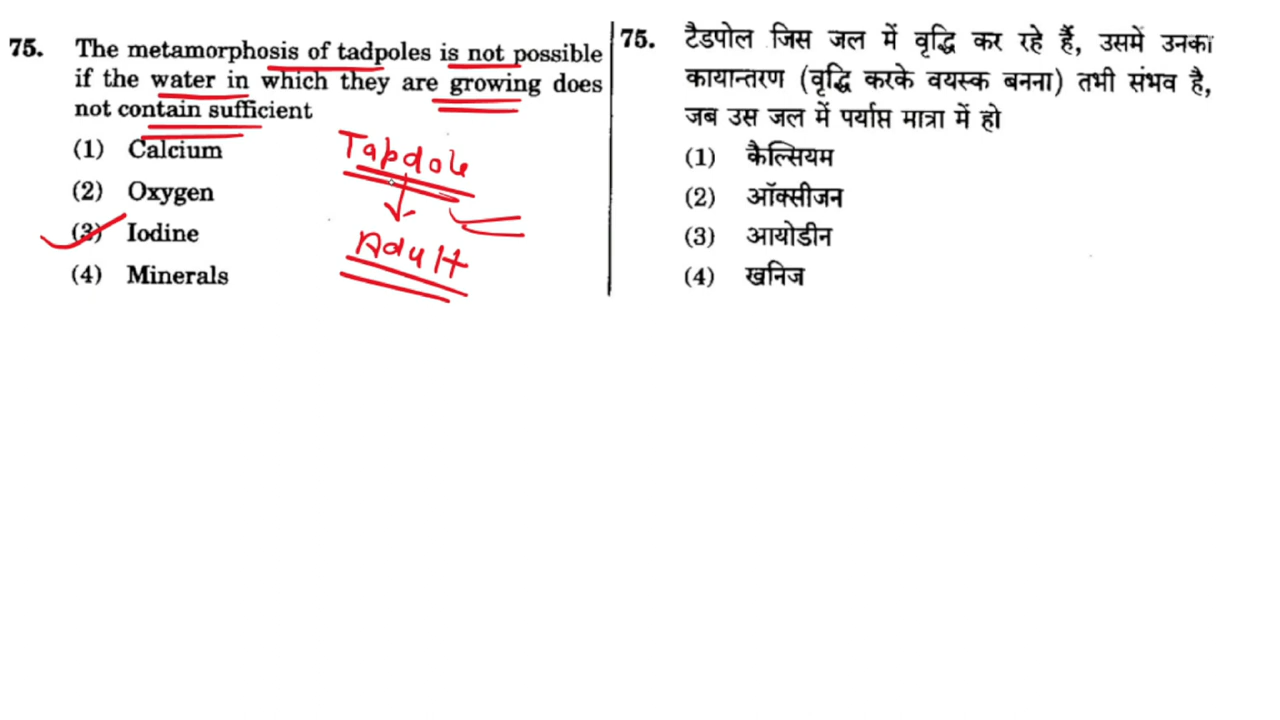 75. The metamorphosis of tadpoles is not possible
if the water in which they are growing does
not contain sufficient
(1) Calcium
(2) Oxygen
(3) Iodine
(4) Minerals
Tapdole
Adult
75. टैडपोल जिस जल में वृद्धि कर रहे हैं, उसमें उनका
कायान्तरण (वृद्धि करके वयस्क बनना) तभी संभव है,
जब उस जल में पर्याप्त मात्रा में हो
(1) कैल्सियम
(2) ऑक्सीजन
(3) आयोडीन
(4) खनिज